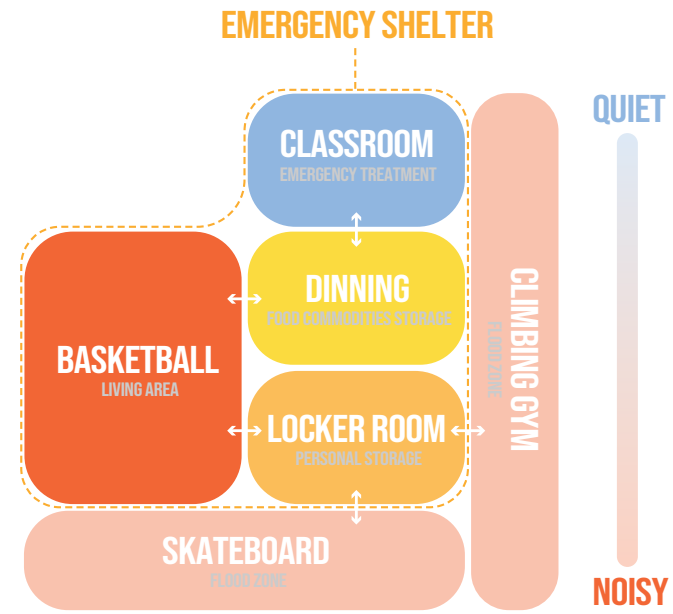 EMERGENCY SHELTER
QUIET
CLASSROOM
EMERGENCY TREATMENT
DINNING
FOOD COMMODITIES STORAGE
BASKETBALL
LIVING AREA
LOCKER ROOM
PERSONAL STORAGE
CLIMBING GYM
FLOOD ZONE
SKATEBOARD
FLOOD ZONE
NOISY